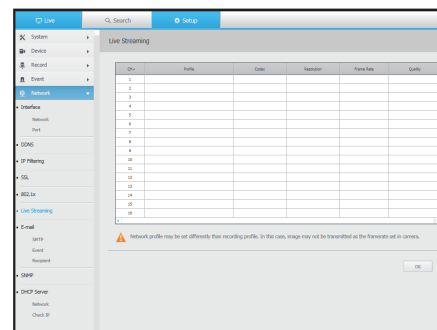 Live
Search
Setup
System
Device
Record
Event
Network
Interface
Network
Port
DDNS
IP Filtering
SSL
802.1x
Live Streaming
E-mail
SMTP
Event
Recipient
SNMP
DHCP Server
Network
Check IP
Live Streaming
CH Profile Codec Resolution Frame Rate Quality
1
2
3
4
5
6
7
8
9
10
11
12
13
14
15
16
Network profile may be set differently than recording profile. In this case, image may not be transmitted as the framerate set in camera.
OK